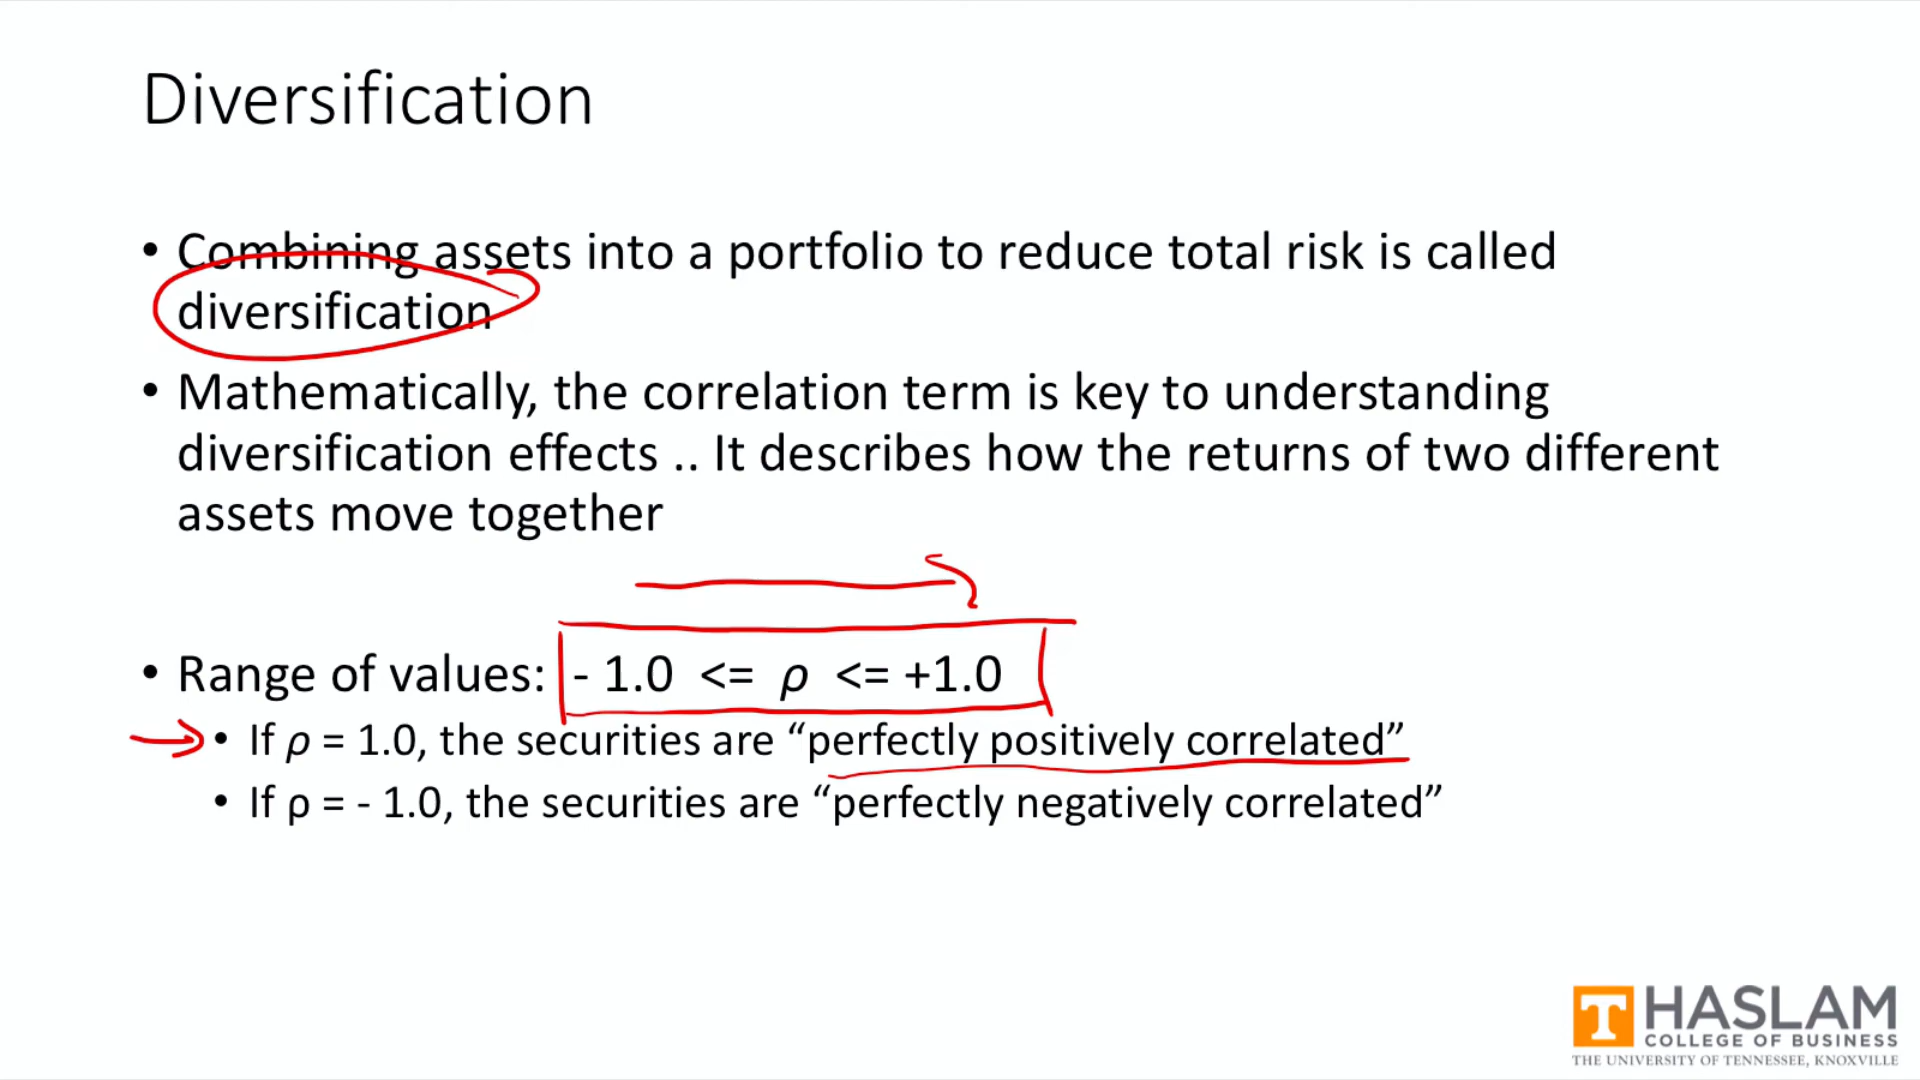 Diversification
• Combining assets into a portfolio to reduce total risk is called
diversification
• Mathematically, the correlation term is key to understanding
diversification effects .. It describes how the returns of two different
assets move together
• Range of values: - 1.0 <= ρ <= +1.0
• If ρ = 1.0, the securities are “perfectly positively correlated”
• If ρ = - 1.0, the securities are “perfectly negatively correlated”
T HASLAM
COLLEGE OF BUSINESS
THE UNIVERSITY OF TENNESSEE, KNOXVILLE